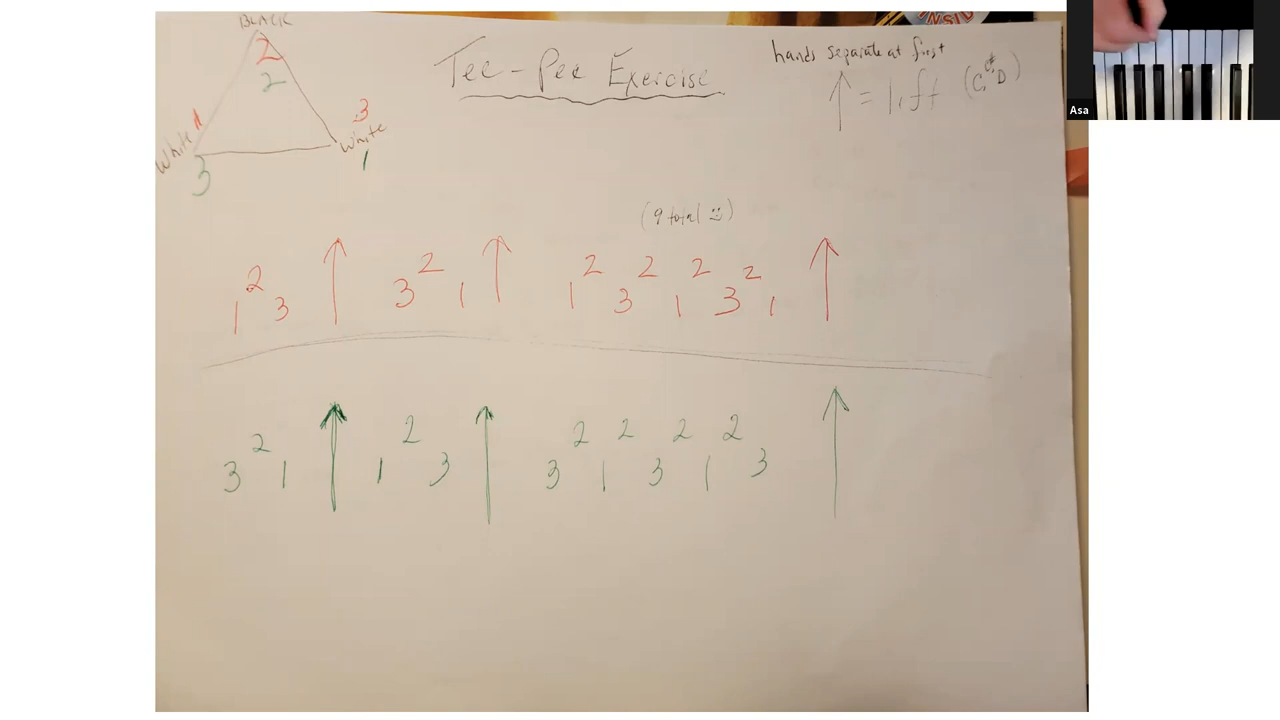 BLACK
2
2
White 1
3
3
White
1
Tee-Pee Exercise
hands separate at first
↑ = lift (C, C#, D)
(9 total ☺)
1 2 3 ↑ 3 2 1 ↑ 1 2 3 2 1 2 3 2 1 ↑
3 2 1 ↑ 1 2 3 ↑ 3 2 1 2 3 2 1 2 3 ↑
Asa